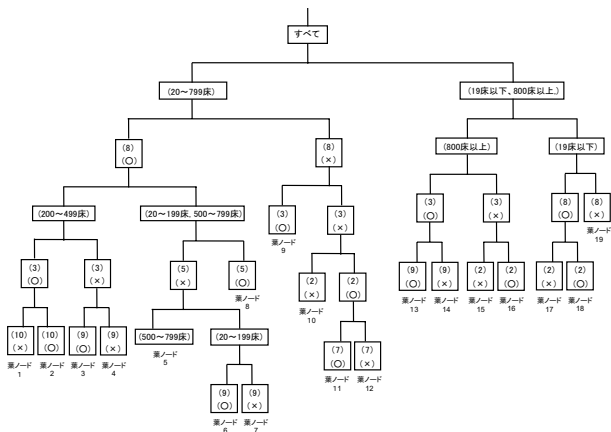 すべて
(20～799床)
(19床以下、800床以上,)
(8)
(○)
(8)
(×)
(800床以上)
(19床以下)
(200～499床)
(20～199床, 500～799床)
(3)
(○)
葉ノード
9
(3)
(×)
(3)
(○)
(3)
(×)
(8)
(○)
(8)
(×)
葉ノード
19
(3)
(○)
(3)
(×)
(5)
(×)
(5)
(○)
葉ノード
8
(2)
(×)
葉ノード
10
(2)
(○)
(9)
(○)
葉ノード
13
(9)
(×)
葉ノード
14
(2)
(×)
葉ノード
15
(2)
(○)
葉ノード
16
(2)
(×)
葉ノード
17
(2)
(○)
葉ノード
18
(10)
(×)
葉ノード
1
(10)
(○)
葉ノード
2
(9)
(○)
葉ノード
3
(9)
(×)
葉ノード
4
(500～799床)
葉ノード
5
(20～199床)
(7)
(○)
葉ノード
11
(7)
(×)
葉ノード
12
(9)
(○)
葉ノード
6
(9)
(×)
葉ノード
7